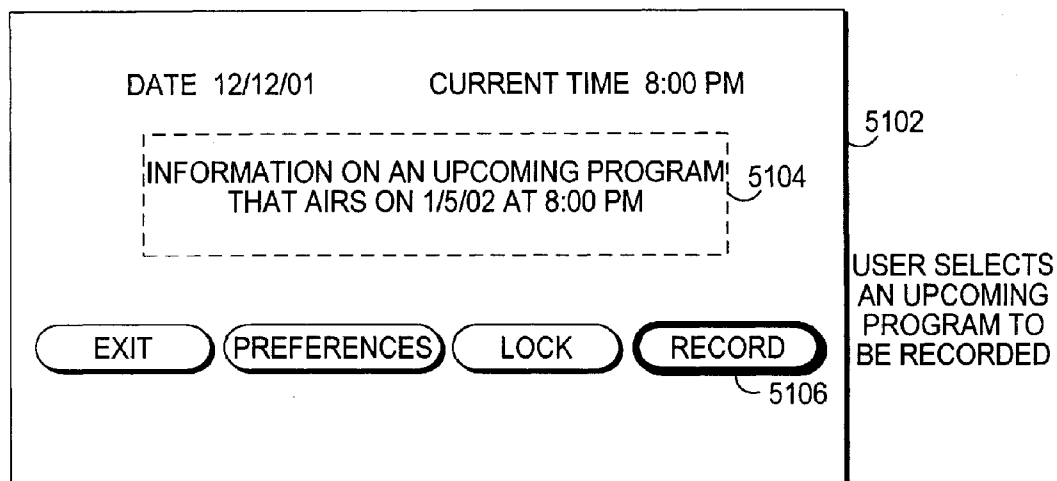 DATE 12/12/01 CURRENT TIME 8:00 PM
5102
INFORMATION ON AN UPCOMING PROGRAM
THAT AIRS ON 1/5/02 AT 8:00 PM
5104
USER SELECTS
AN UPCOMING
PROGRAM TO
BE RECORDED
EXIT PREFERENCES LOCK RECORD
5106